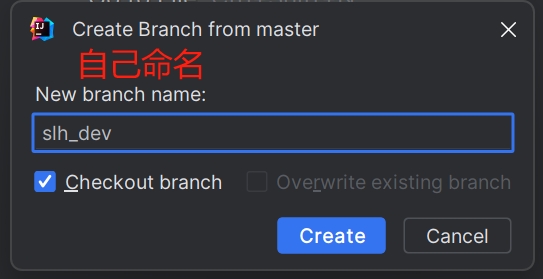 Create Branch from master
自己命名
New branch name:
slh_dev
Checkout branch Overwrite existing branch
Create Cancel